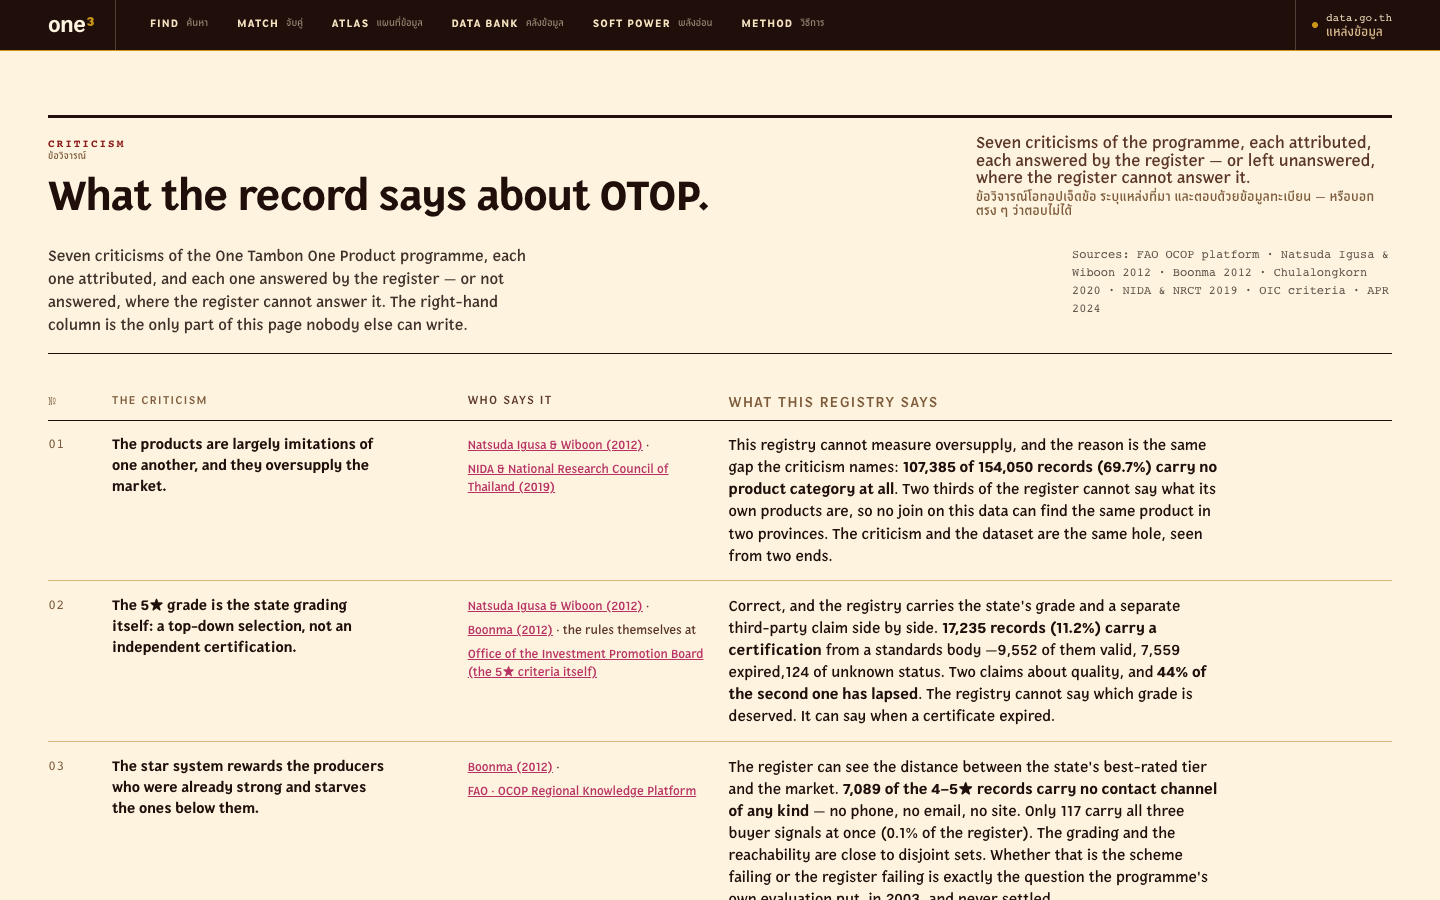 one³
FIND ค้นหา MATCH จับคู่ ATLAS แผนที่ข้อมูล DATA BANK คลังข้อมูล SOFT POWER พลังอ่อน METHOD วิธีการ
data.go.th
แหล่งข้อมูล
CRITICISM
ข้อวิจารณ์
What the record says about OTOP.
Seven criticisms of the programme, each attributed,
each answered by the register — or left unanswered,
where the register cannot answer it.
ข้อวิจารณ์โอทอปเจ็ดข้อ ระบุแหล่งที่มา และตอบด้วยข้อมูลทะเบียน — หรือบอก
ตรง ๆ ว่าตอบไม่ได้
Seven criticisms of the One Tambon One Product programme, each
one attributed, and each one answered by the register — or not
answered, where the register cannot answer it. The right-hand
column is the only part of this page nobody else can write.
Sources: FAO OCOP platform · Natsuda Igusa &
Wiboon 2012 · Boonma 2012 · Chulalongkorn
2020 · NIDA & NRCT 2019 · OIC criteria · APR
2024
THE CRITICISM
WHO SAYS IT
WHAT THIS REGISTRY SAYS
01
The products are largely imitations of
one another, and they oversupply the
market.
Natsuda Igusa & Wiboon (2012) ·
NIDA & National Research Council of
Thailand (2019)
This registry cannot measure oversupply, and the reason is the same
gap the criticism names: 107,385 of 154,050 records (69.7%) carry no
product category at all. Two thirds of the register cannot say what its
own products are, so no join on this data can find the same product in
two provinces. The criticism and the dataset are the same hole, seen
from two ends.
02
The 5★ grade is the state grading
itself: a top-down selection, not an
independent certification.
Natsuda Igusa & Wiboon (2012) ·
Boonma (2012) · the rules themselves at
Office of the Investment Promotion Board
(the 5★ criteria itself)
Correct, and the registry carries the state's grade and a separate
third-party claim side by side. 17,235 records (11.2%) carry a
certification from a standards body —9,552 of them valid, 7,559
expired,124 of unknown status. Two claims about quality, and 44% of
the second one has lapsed. The registry cannot say which grade is
deserved. It can say when a certificate expired.
03
The star system rewards the producers
who were already strong and starves
the ones below them.
Boonma (2012) ·
FAO · OCOP Regional Knowledge Platform
The register can see the distance between the state's best-rated tier
and the market. 7,089 of the 4–5★ records carry no contact channel
of any kind — no phone, no email, no site. Only 117 carry all three
buyer signals at once (0.1% of the register). The grading and the
reachability are close to disjoint sets. Whether that is the scheme
failing or the register failing is exactly the question the programme's
own evaluation put, in 2003, and never settled.